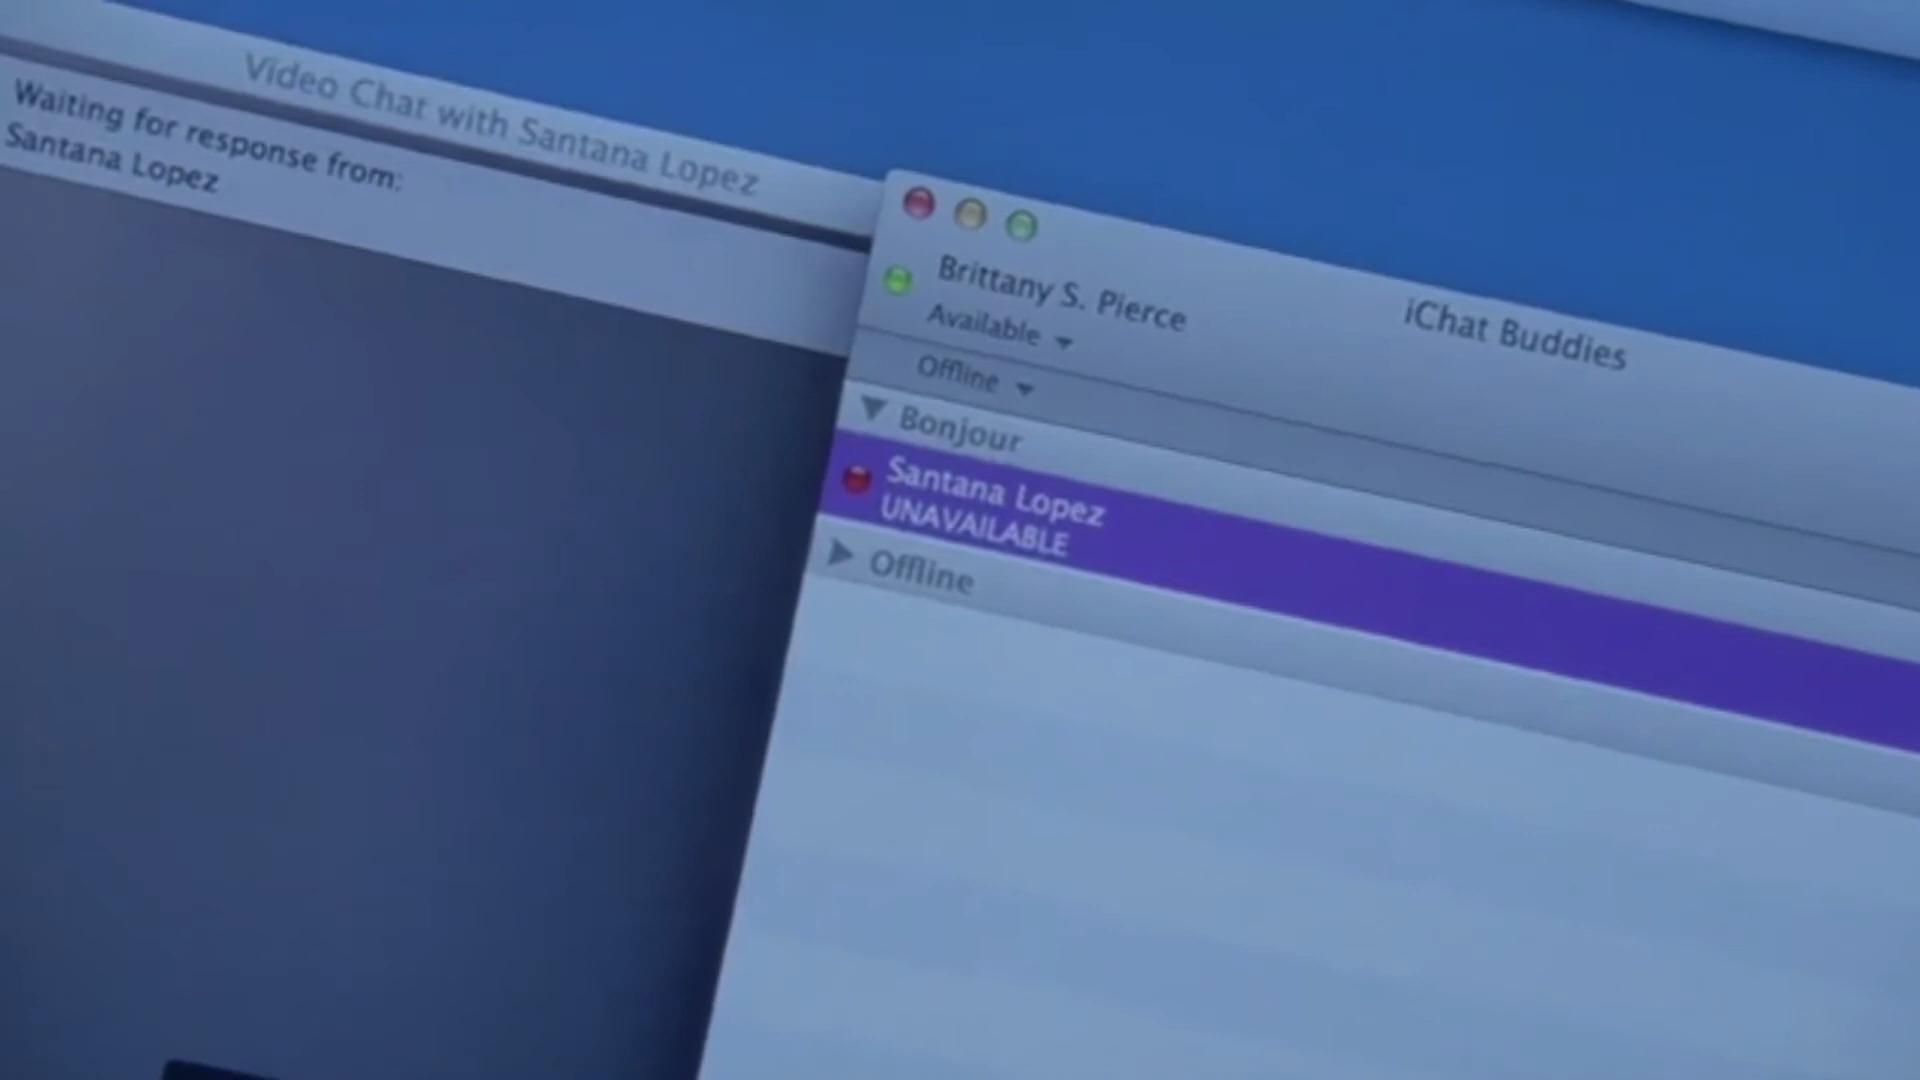 Video Chat with Santana Lopez
Waiting for response from:
Santana Lopez
iChat Buddies
Brittany S. Pierce
Available
Offline
Bonjour
Santana Lopez
UNAVAILABLE
Offline